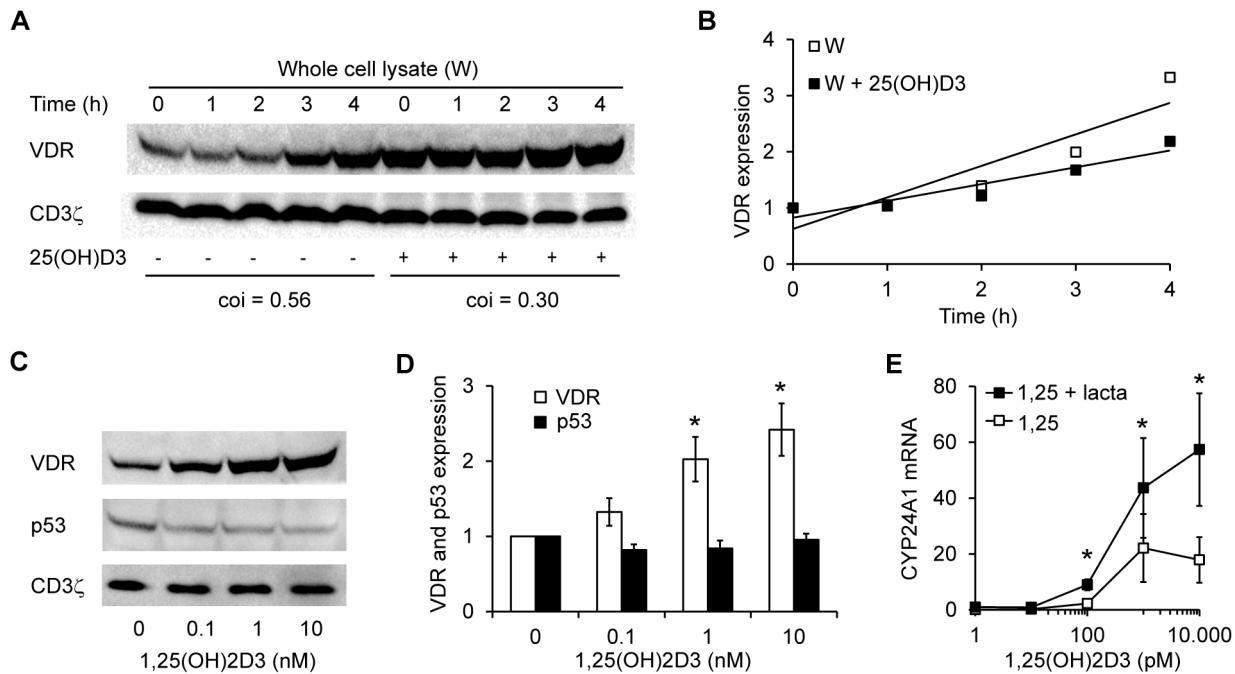 A
Whole cell lysate (W)
Time (h) 0 1 2 3 4 0 1 2 3 4
VDR
CD3ζ
25(OH)D3 - - - - - + + + + +
coi = 0.56 coi = 0.30
B
4
3
2
1
0
VDR expression
W
W + 25(OH)D3
0 1 2 3 4
Time (h)
C
VDR
p53
CD3ζ
0 0.1 1 10
1,25(OH)2D3 (nM)
D
3
2
1
0
VDR and p53 expression
VDR
p53
* *
0 0.1 1 10
1,25(OH)2D3 (nM)
E
80
60
40
20
0
CYP24A1 mRNA
1,25 + lacta
1,25
* * *
1 100 10.000
1,25(OH)2D3 (pM)